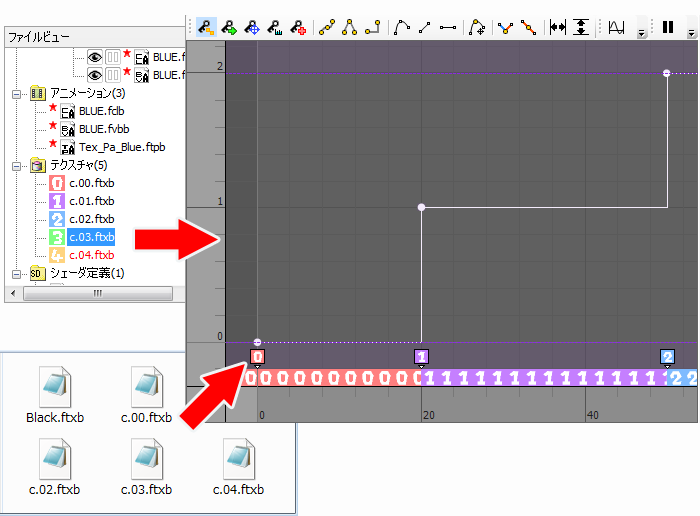 ファイルビュー
BLUE.f
BLUE.f
アニメーション(3)
BLUE.fclb
BLUE.fvbb
Tex_Pa_Blue.ftpb
テクスチャ(5)
0 c.00.ftxb
1 c.01.ftxb
2 c.02.ftxb
3 c.03.ftxb
4 c.04.ftxb
SD シェーダ定義(1)
2
1
0
0 1 2
0 0 0 0 0 0 0 0 0 0 0 1 1 1 1 1 1 1 1 1 1 1 1 1 1 1 2 2
0 20 40
Black.ftxb c.00.ftxb
c.02.ftxb c.03.ftxb c.04.ftxb